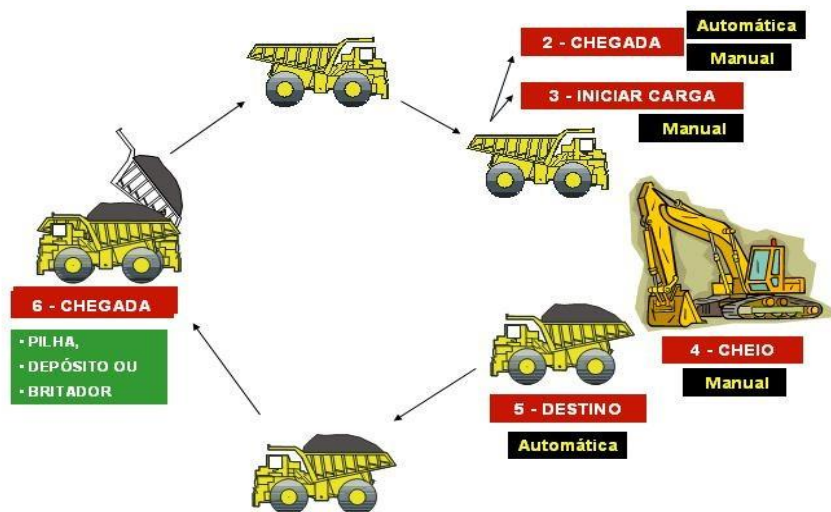 2 - CHEGADA
Automática
Manual
3 - INICIAR CARGA
Manual
4 - CHEIO
Manual
5 - DESTINO
Automática
6 - CHEGADA
• PILHA,
• DEPÓSITO OU
• BRITADOR